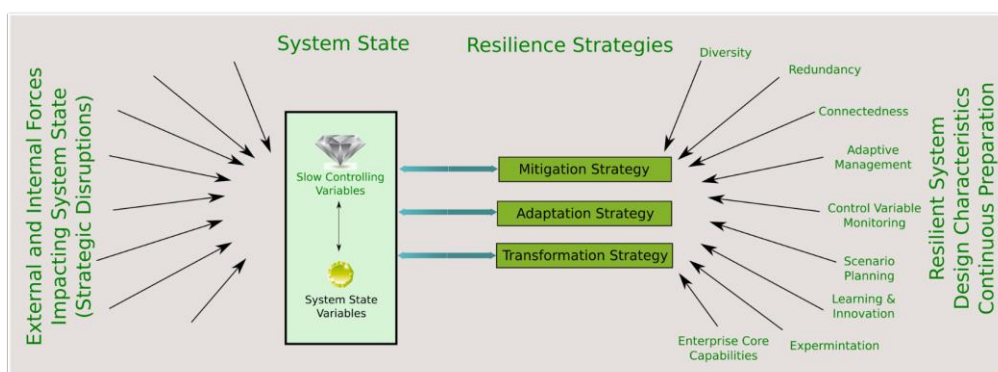 External and Internal Forces
Impacting System State
(Strategic Disruptions)
System State
Slow Controlling
Variables
System State
Variables
Resilience Strategies
Mitigation Strategy
Adaptation Strategy
Transformation Strategy
Diversity
Redundancy
Connectedness
Adaptive
Management
Control Variable
Monitoring
Scenario
Planning
Learning &
Innovation
Expermintation
Enterprise Core
Capabilities
Resilient System
Design Characteristics
Continuous Preparation